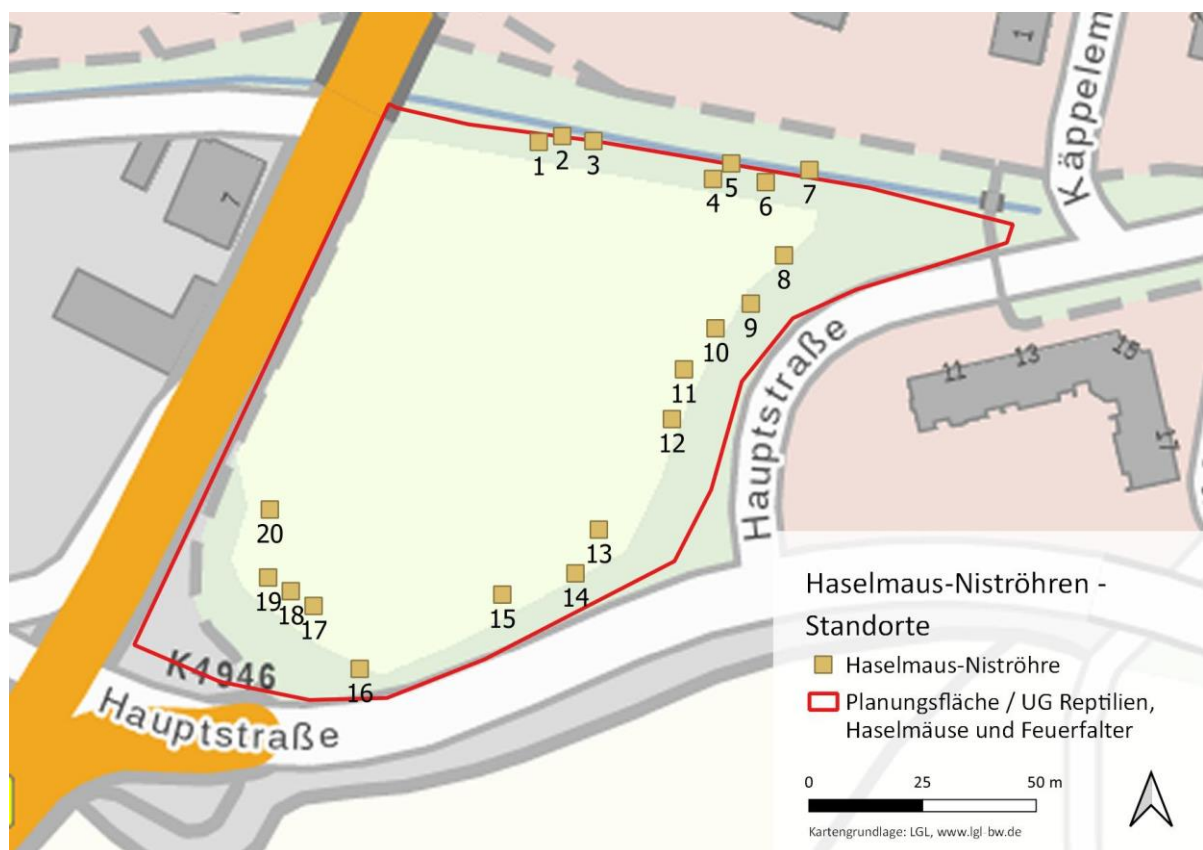 1
Käppelem
7
1
2
3
4
5
6
7
8
9
10
11
12
13
14
15
16
17
18
19
20
Hauptstraße
11
13
15
17
K4946
Hauptstraße
Haselmaus-Niströhren -
Standorte
Haselmaus-Niströhre
Planungsfläche / UG Reptilien,
Haselmäuse und Feuerfalter
0 25 50 m
Kartengrundlage: LGL, www.lgl-bw.de